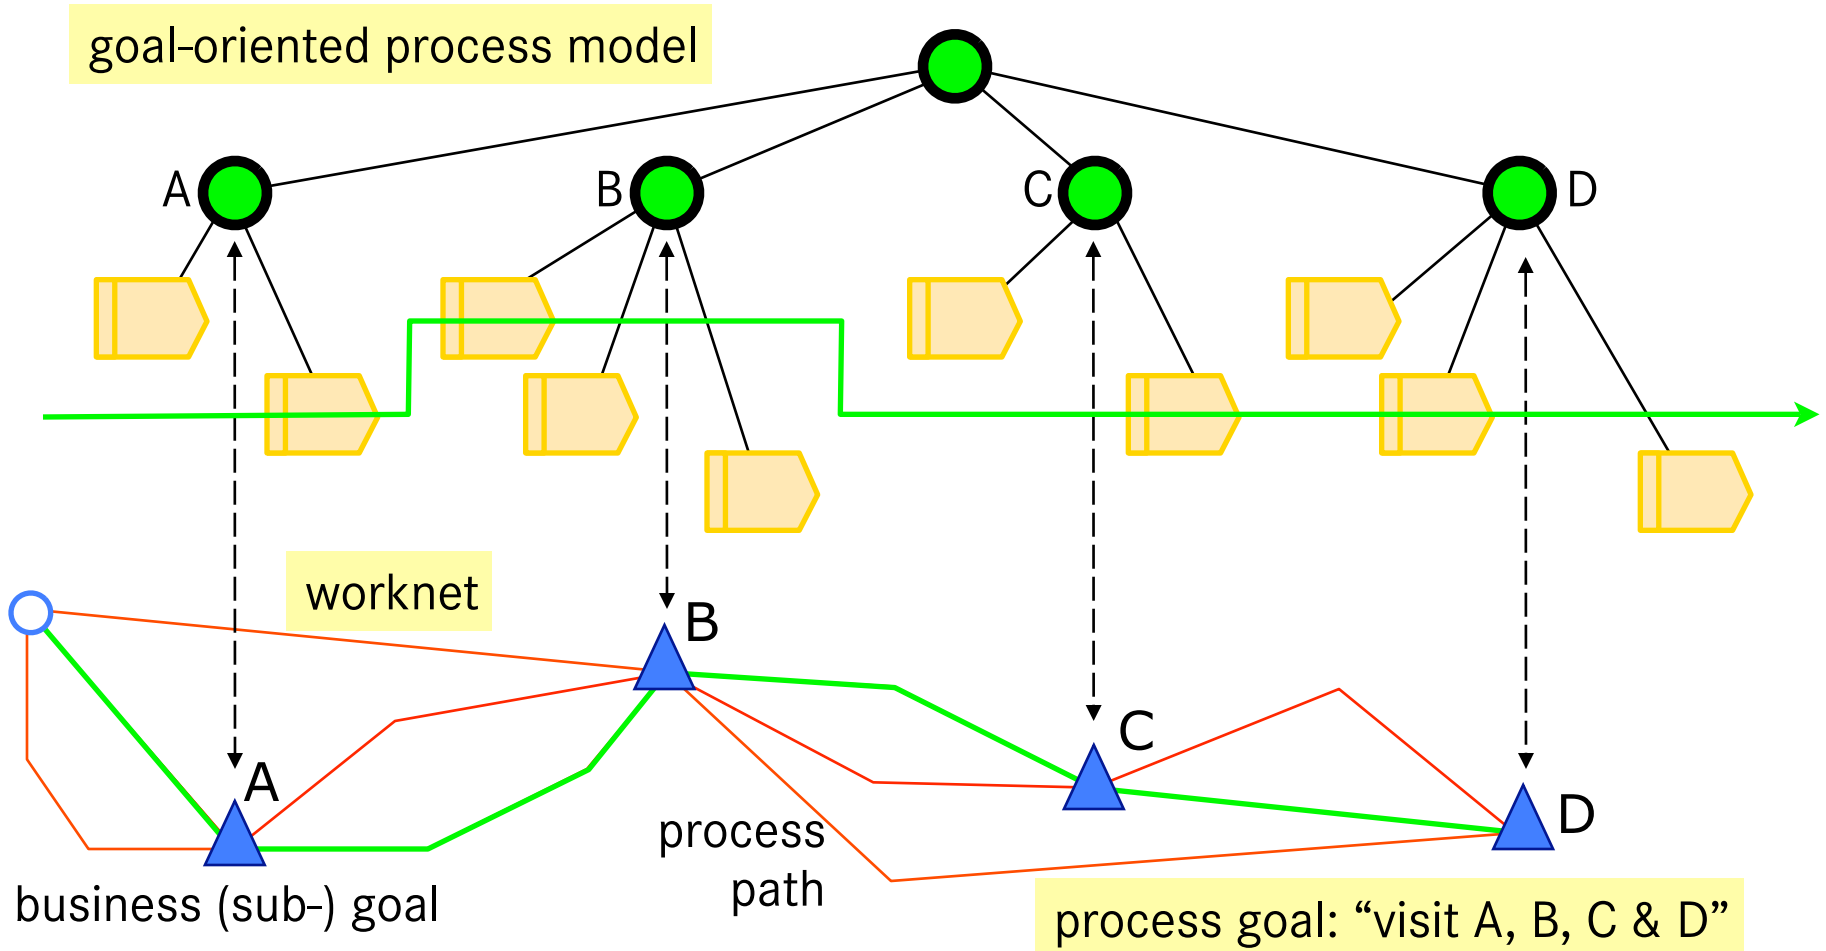 goal-oriented process model
A
B
C
D
worknet
B
C
A
D
process
path
business (sub-) goal
process goal: “visit A, B, C & D”